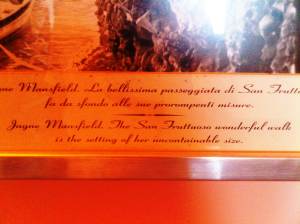 ne Mansfield. La bellissima passeggiata di San Frutt
fa da sfondo alle sue prorompenti misure.
Jayne Mansfield. The San Fruttuoso wonderful walk
is the setting of her uncontainable size.